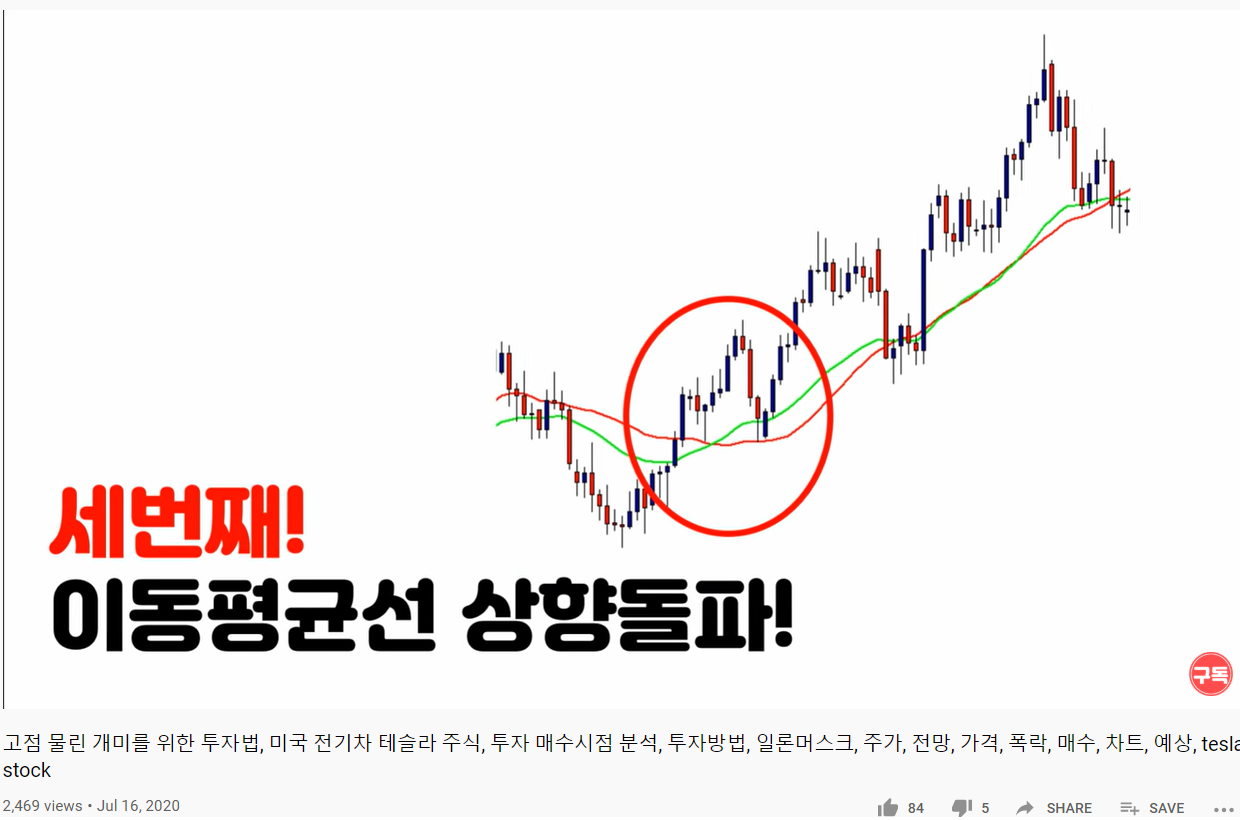 세번째!
이동평균선 상향돌파!
구독
고점 물린 개미를 위한 투자법, 미국 전기차 테슬라 주식, 투자 매수시점 분석, 투자방법, 일론머스크, 주가, 전망, 가격, 폭락, 매수, 차트, 예상, tesla
stock
2,469 views • Jul 16, 2020
84 5 SHARE SAVE